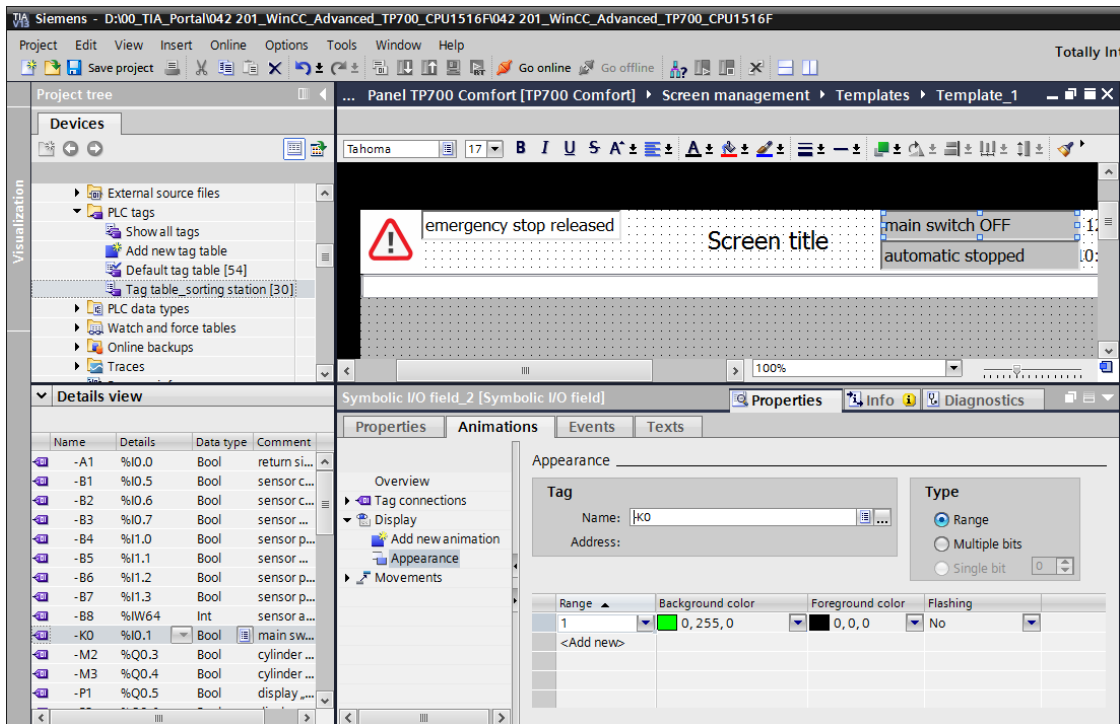 TIA V13 Siemens - D:\00_TIA_Portal\042 201_WinCC_Advanced_TP700_CPU1516F\042 201_WinCC_Advanced_TP700_CPU1516F
Project Edit View Insert Online Options Tools Window Help
Totally Int
Save project Go online Go offline
Project tree
... Panel TP700 Comfort [TP700 Comfort] Screen management Templates Template_1
Devices
Tahoma 17 B I U S A A
Visualization
External source files
PLC tags
Show all tags
Add new tag table
Default tag table [54]
Tag table_sorting station [30]
PLC data types
Watch and force tables
Online backups
Traces
emergency stop released
Screen title
main switch OFF
automatic stopped
100%
Details view
Name Details Data type Comment
-A1 %I0.0 Bool return si...
-B1 %I0.5 Bool sensor c...
-B2 %I0.6 Bool sensor c...
-B3 %I0.7 Bool sensor ...
-B4 %I1.0 Bool sensor p...
-B5 %I1.1 Bool sensor ...
-B6 %I1.2 Bool sensor p...
-B7 %I1.3 Bool sensor p...
-B8 %IW64 Int sensor a...
-K0 %I0.1 Bool main sw...
-M2 %Q0.3 Bool cylinder ...
-M3 %Q0.4 Bool cylinder ...
-P1 %Q0.5 Bool display „...
Symbolic I/O field_2 [Symbolic I/O field]
Properties Info Diagnostics
Properties Animations Events Texts
Overview
Tag connections
Display
Add new animation
Appearance
Movements
Appearance
Tag
Name: -K0
Address:
Type
Range
Multiple bits
Single bit 0
Range Background color Foreground color Flashing
1 0, 255, 0 0, 0, 0 No
<Add new>